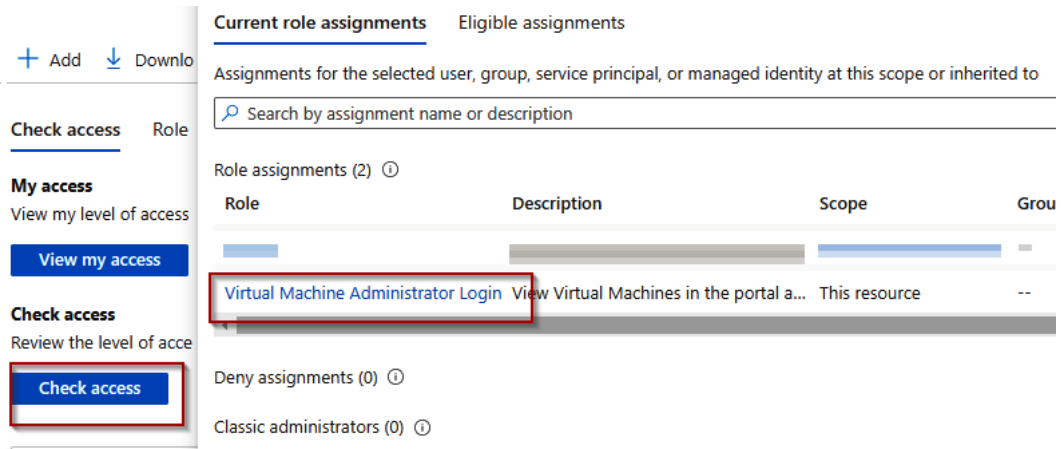 Current role assignments Eligible assignments
Add Downlo
Assignments for the selected user, group, service principal, or managed identity at this scope or inherited to
Search by assignment name or description
Check access Role
Role assignments (2)
My access
View my level of access
Role Description Scope Grou
View my access
Virtual Machine Administrator Login View Virtual Machines in the portal a... This resource --
Check access
Review the level of acce
Deny assignments (0)
Check access
Classic administrators (0)